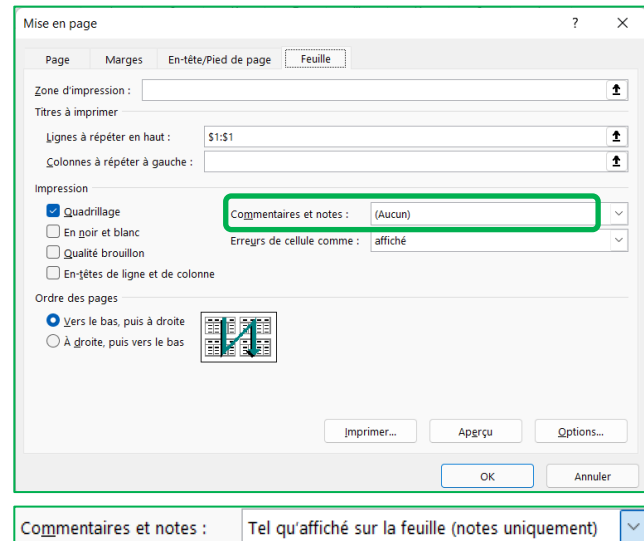 Mise en page ? ×
Page Marges En-tête/Pied de page Feuille
Zone d'impression :
Titres à imprimer
Lignes à répéter en haut : $1:$1
Colonnes à répéter à gauche :
Impression
Quadrillage Commentaires et notes : (Aucun)
En noir et blanc Erreurs de cellule comme : affiché
Qualité brouillon
En-têtes de ligne et de colonne
Ordre des pages
Vers le bas, puis à droite
À droite, puis vers le bas
Imprimer... Aperçu Options...
OK Annuler
Commentaires et notes : Tel qu'affiché sur la feuille (notes uniquement)